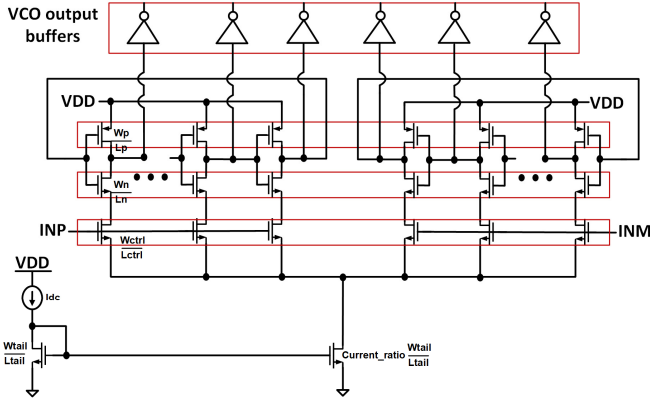 VCO output
buffers
VDD
VDD
Wp
Lp
Wn
Ln
INP
INM
Wctrl
Lctrl
VDD
Idc
Wtail
Ltail
Current_ratio
Wtail
Ltail